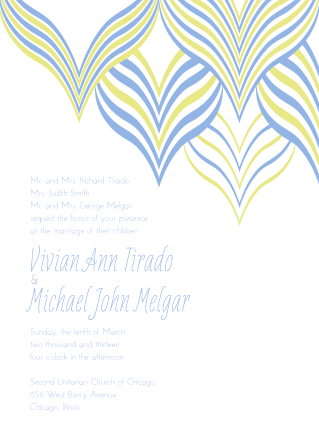 Mr. and Mrs. Richard Tirado
Mrs. Judith Smith
Mr. and Mrs. George Melgar
request the honor of your presence
at the marriage of their children
Vivian Ann Tirado
&
Michael John Melgar
Sunday, the tenth of March
two thousand and thirteen
four o'clock in the afternoon
Second Unitarian Church of Chicago
656 West Barry Avenue
Chicago, Illinois